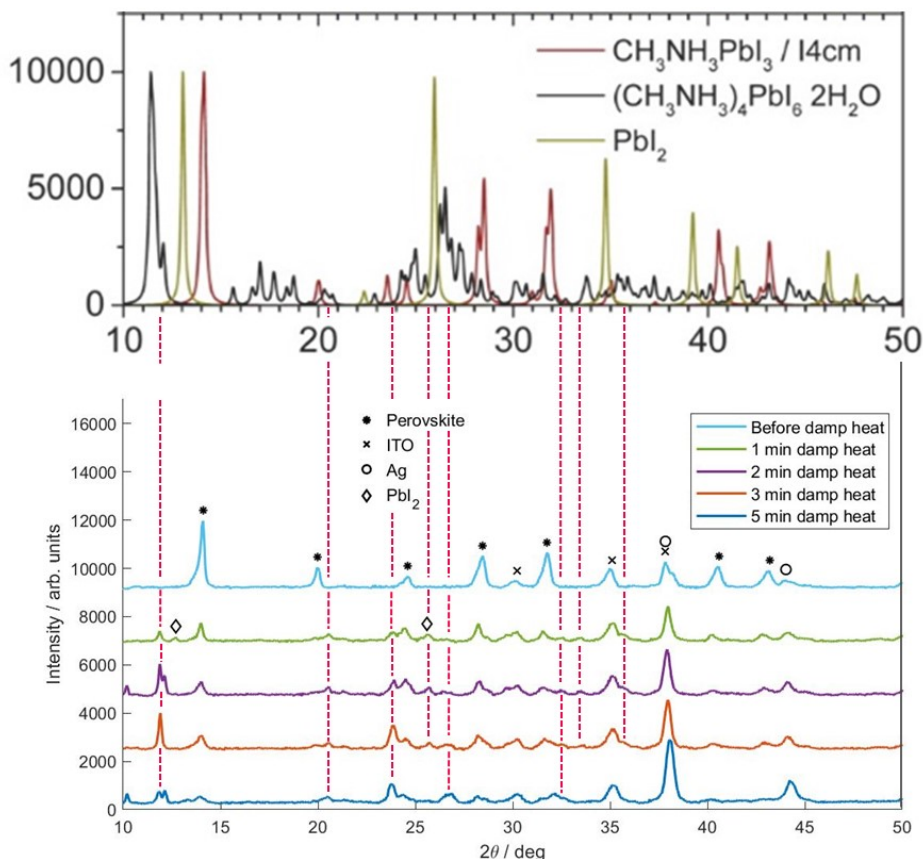 10000
5000
0
CH₃NH₃PbI₃ / I4cm
(CH₃NH₃)₄PbI₆ 2H₂O
PbI₂
10 20 30 40 50
16000
14000
12000
10000
8000
6000
4000
2000
0
Intensity / arb. units
Perovskite
ITO
Ag
PbI₂
Before damp heat
1 min damp heat
2 min damp heat
3 min damp heat
5 min damp heat
10 15 20 25 30 35 40 45 50
2θ / deg